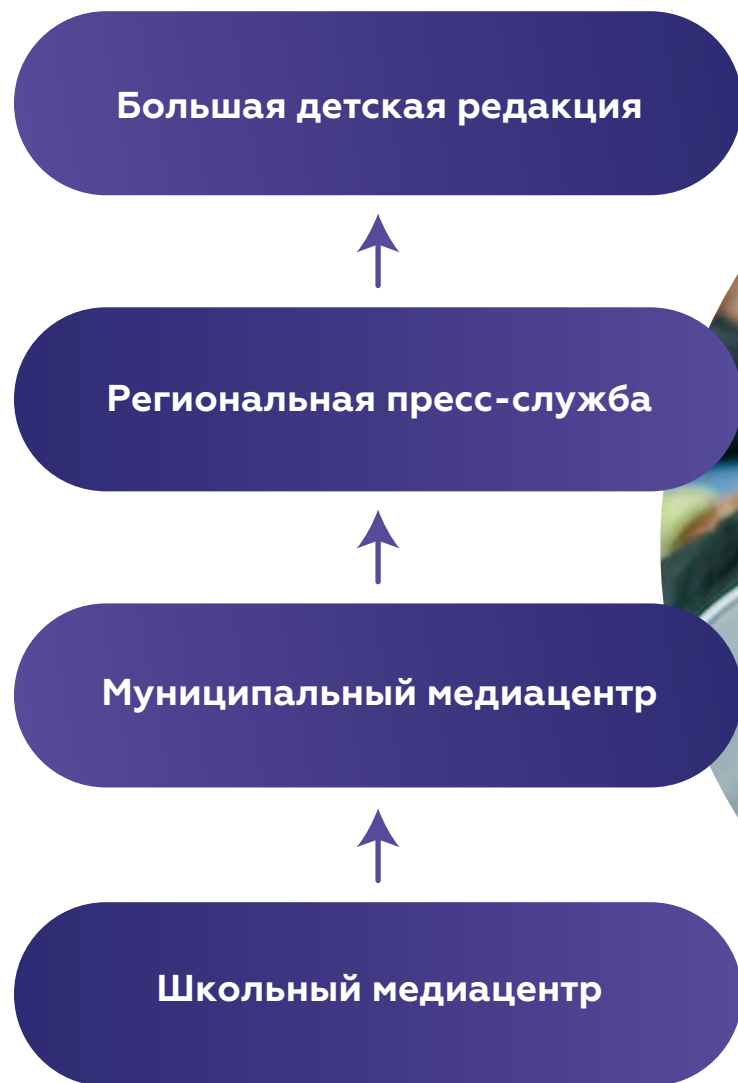 Большая детская редакция
Региональная пресс-служба
Муниципальный медиацентр
Школьный медиацентр